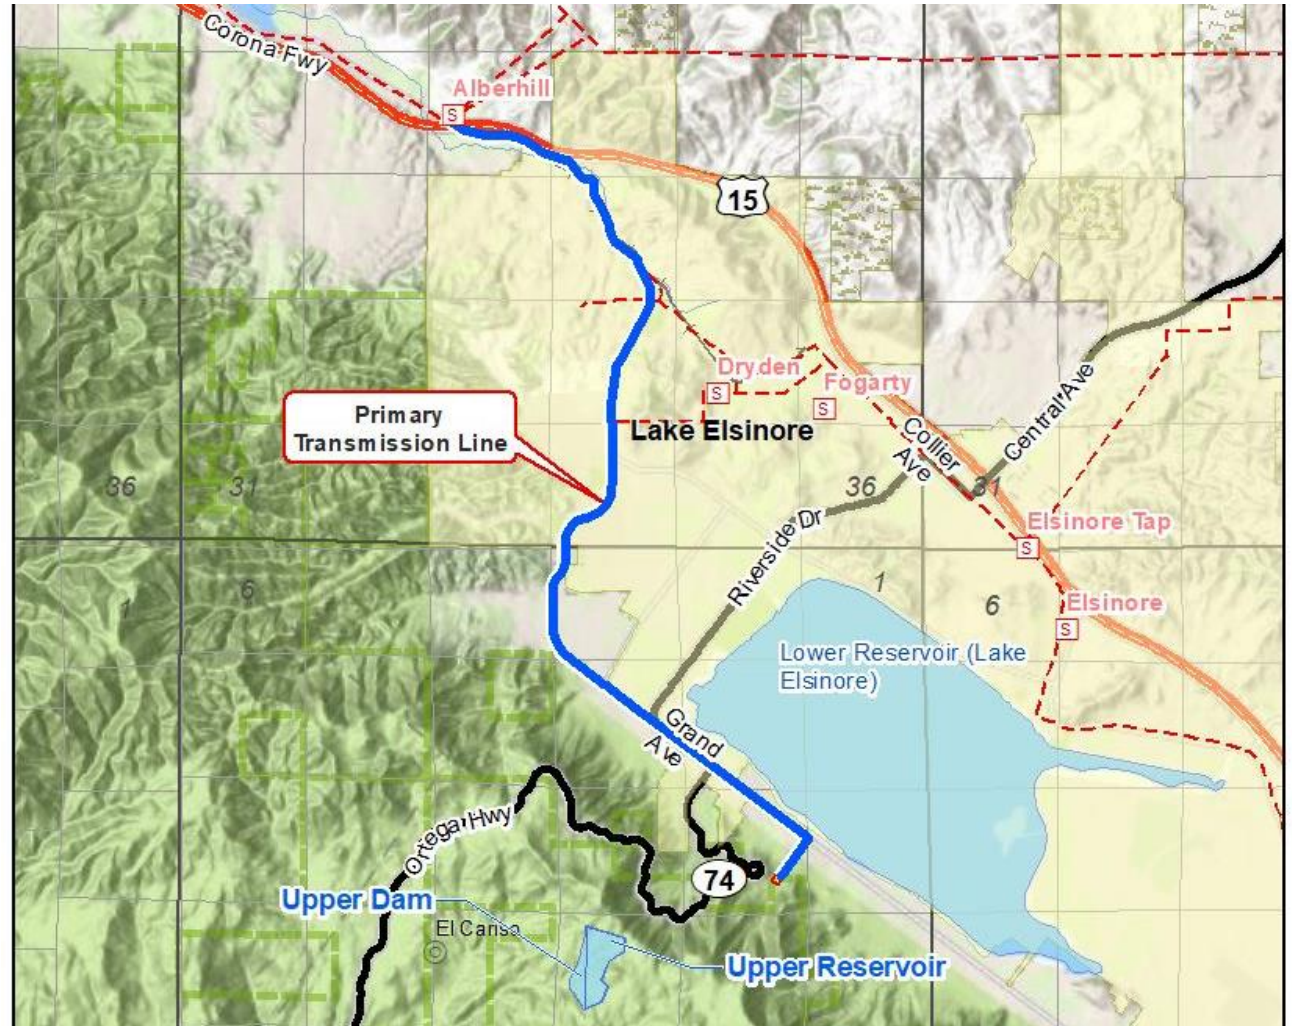 Corona Fwy
Alberhill
S
15
Dryden
S
Fogarty
S
Primary
Transmission Line
Lake Elsinore
Collier
Ave
Central Ave
36
31
36
31
Riverside Dr
Elsinore Tap
S
1
6
1
6
Elsinore
S
Lower Reservoir (Lake
Elsinore)
Grand
Ave
Ortega Hwy
74
Upper Dam
El Cariso
Upper Reservoir